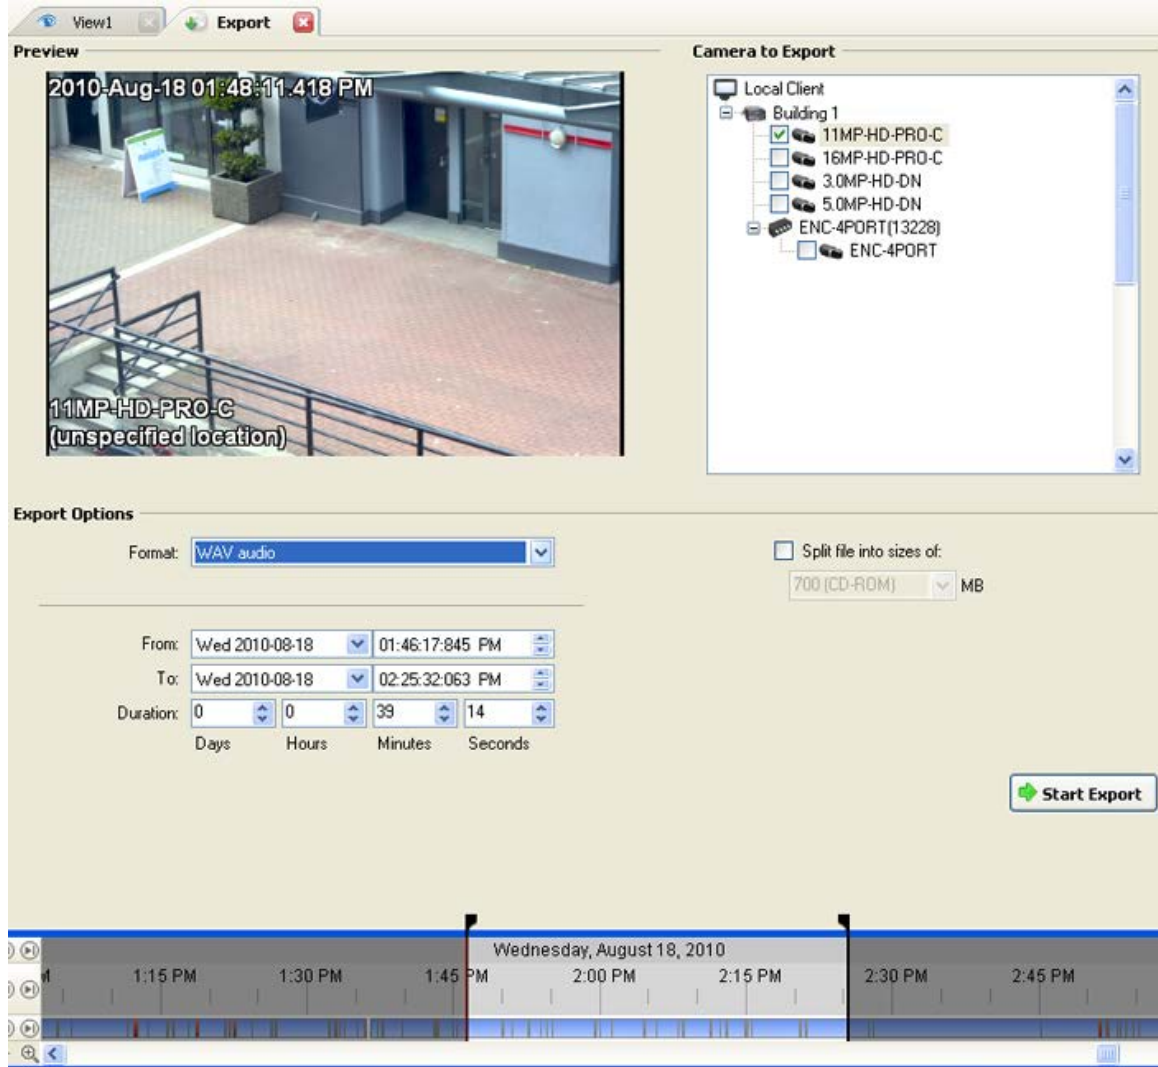 View1
Export
Preview
Camera to Export
2010-Aug-18 01:48:11.418 PM
11MP-HD-PRO-C
(unspecified location)
Local Client
Building 1
11MP-HD-PRO-C
16MP-HD-PRO-C
3.0MP-HD-DN
5.0MP-HD-DN
ENC-4PORT(13228)
ENC-4PORT
Export Options
Format: WAV audio
Split file into sizes of:
700 (CD-ROM) MB
From: Wed 2010-08-18 01:46:17:845 PM
To: Wed 2010-08-18 02:25:32:063 PM
Duration: 0 0 39 14
Days Hours Minutes Seconds
Start Export
Wednesday, August 18, 2010
1:15 PM 1:30 PM 1:45 PM 2:00 PM 2:15 PM 2:30 PM 2:45 PM